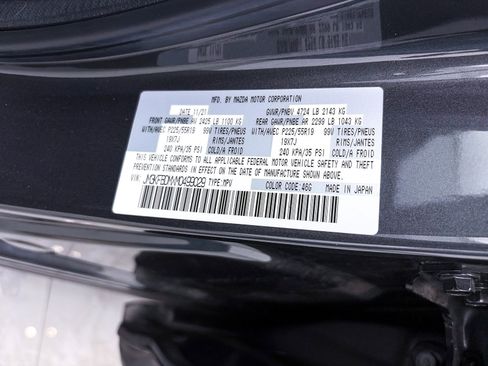 MFD. BY MAZDA MOTOR CORPORATION
DATE 11/21 GVWR/PNBV 4724 LB 2143 KG
FRONT GAWR/PNBE AV 2425 LB 1100 KG REAR GAWR/PNBE AR 2299 LB 1043 KG
WITH/AVEC P225/55R19 99V TIRES/PNEUS WITH/AVEC P225/55R19 99V TIRES/PNEUS
19X7J RIMS/JANTES 19X7J RIMS/JANTES
240 KPA/35 PSI COLD/A FROID 240 KPA/35 PSI COLD/A FROID
THIS VEHICLE CONFORMS TO ALL APPLICABLE FEDERAL MOTOR VEHICLE SAFETY AND THEFT
PREVENTION STANDARDS IN EFFECT ON THE DATE OF MANUFACTURE SHOWN ABOVE.
VIN: TYPE:MPV COLOR CODE:46G MADE IN JAPAN